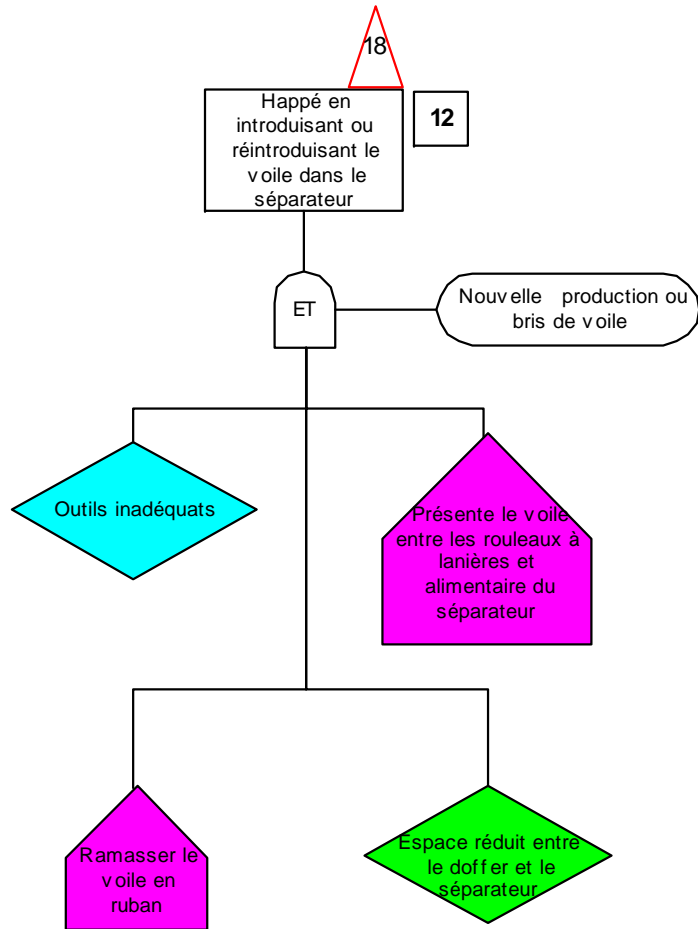 18
Happé en
introduisant ou
réintroduisant le
voile dans le
séparateur
12
ET
Nouvelle production ou
bris de voile
Outils inadéquats
Présente le voile
entre les rouleaux à
lanières et
alimentaire du
séparateur
Ramasser le
voile en
ruban
Espace réduit entre
le doffer et le
séparateur